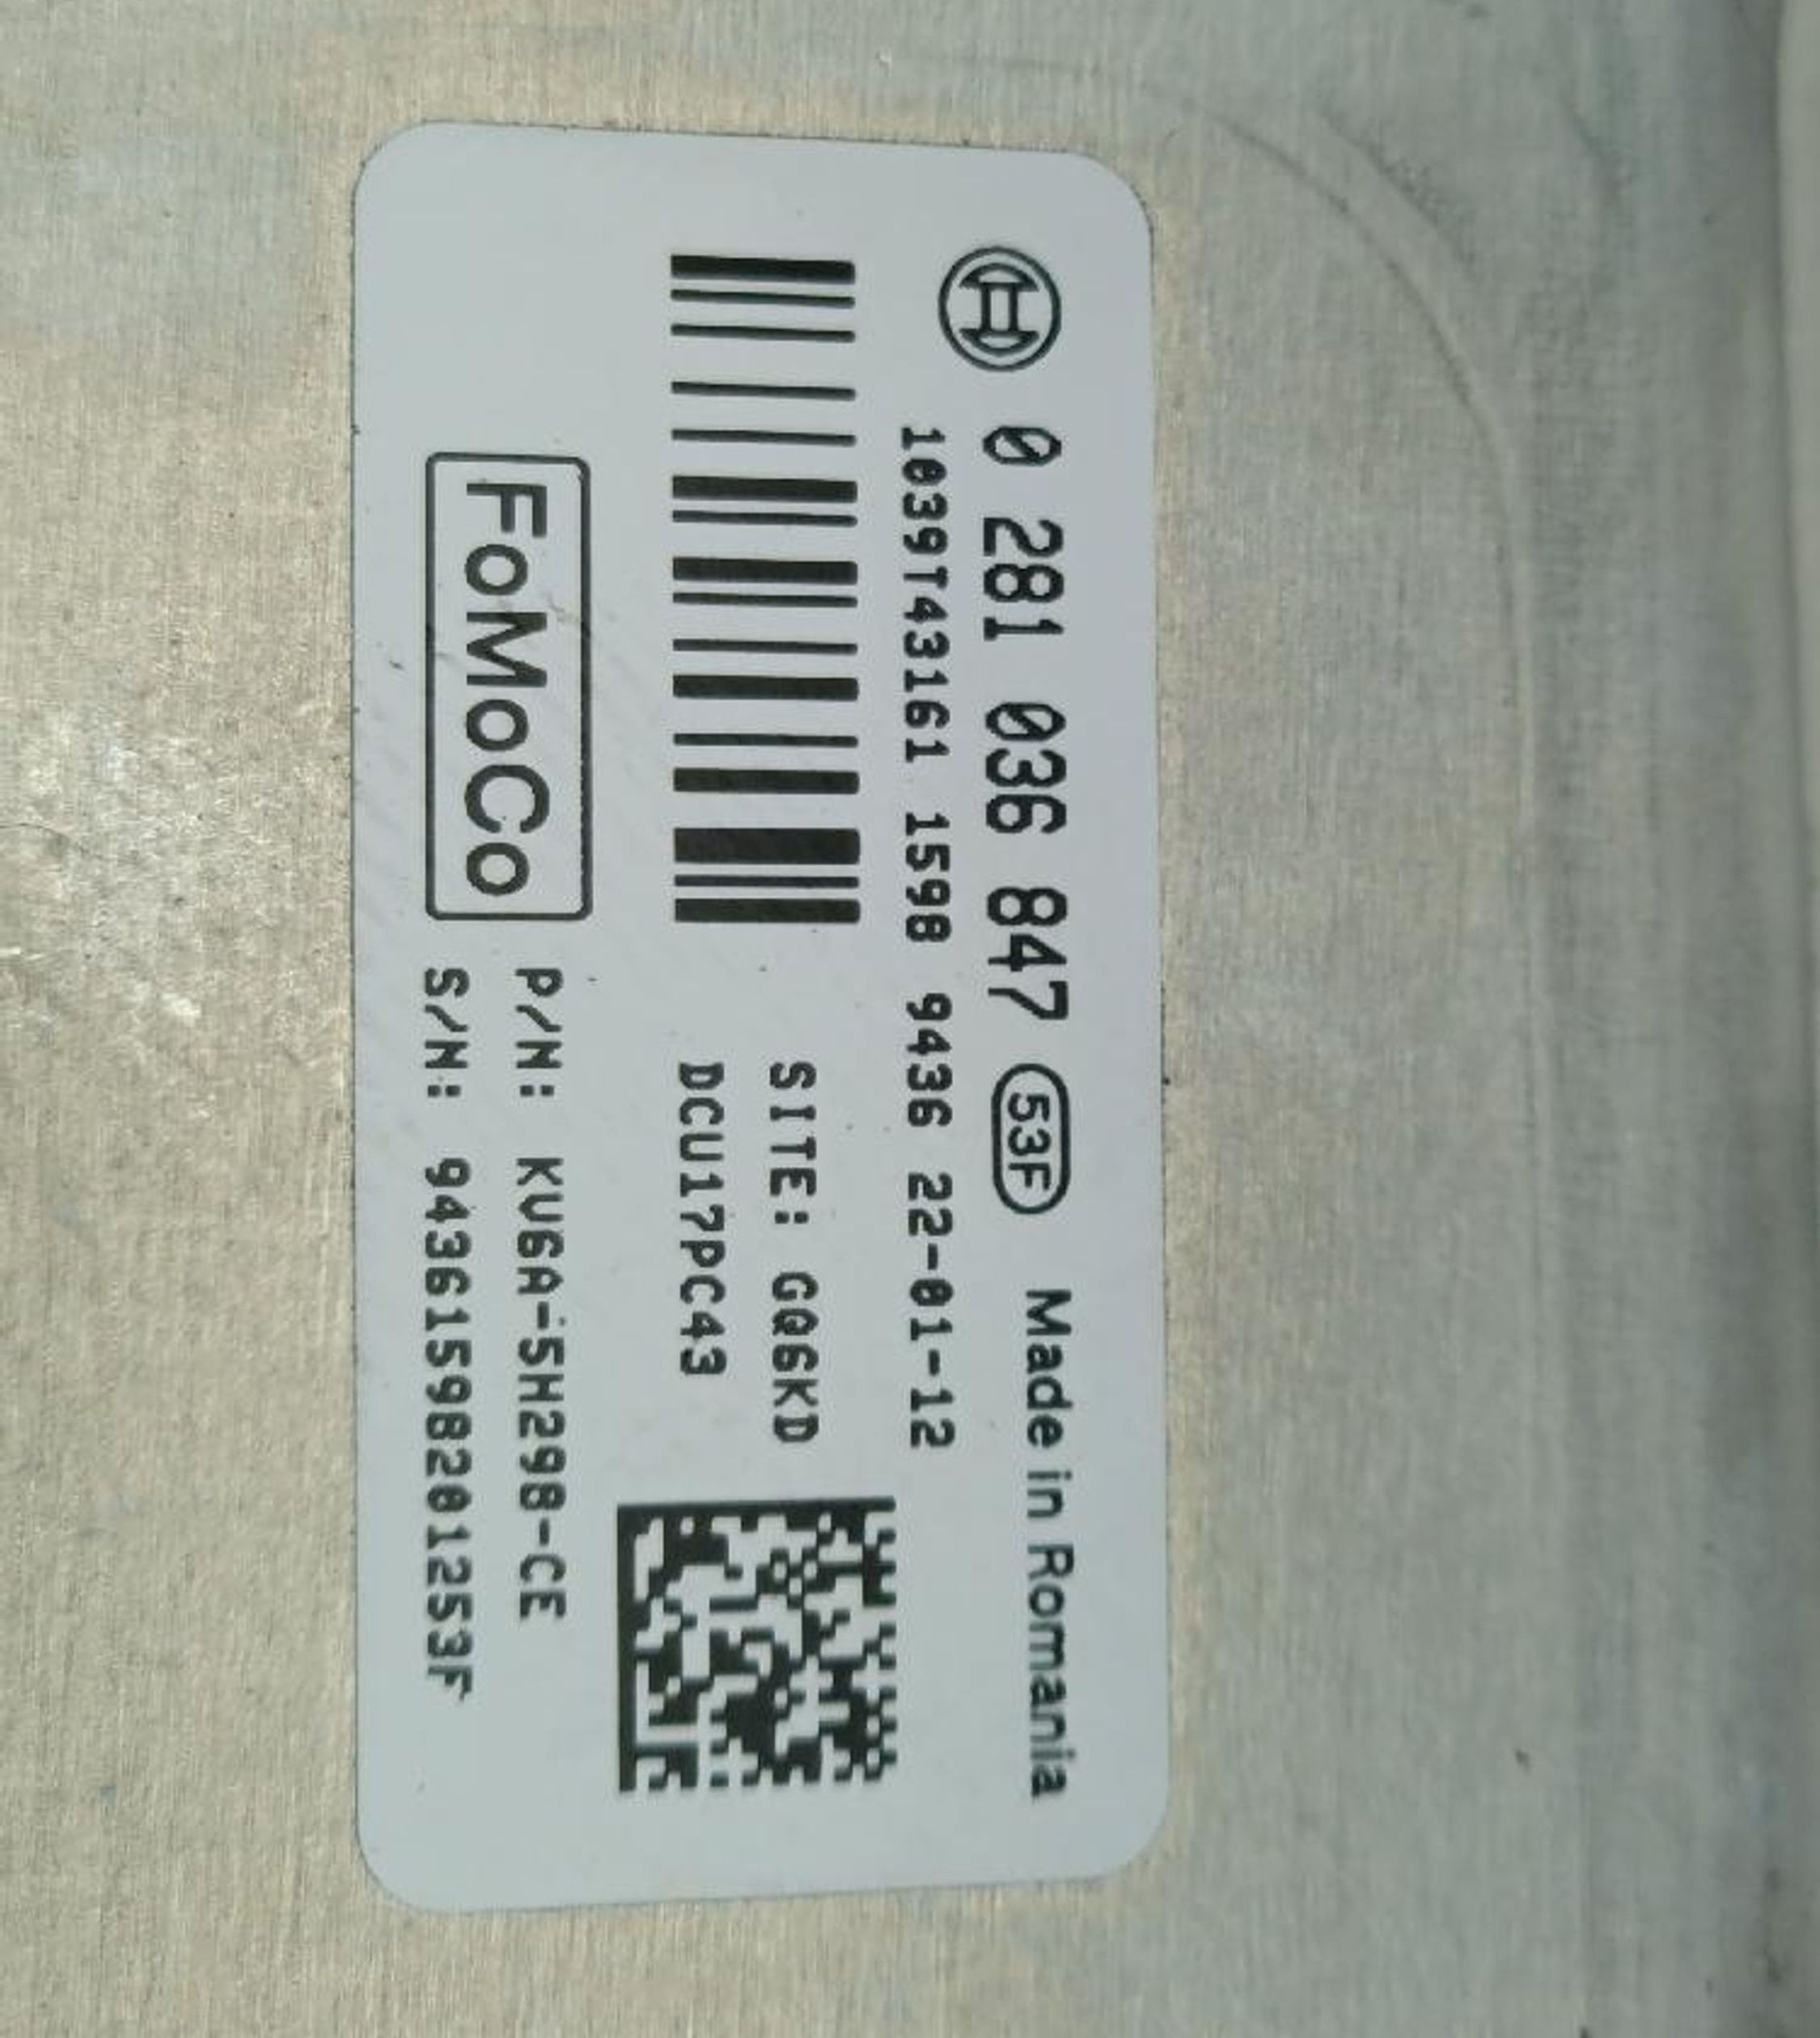 0 281 036 847 53F Made in Romania
1039T43161 1598 9436 22-01-12
SITE: GQ6KD
DCU17PC43
FoMoCo
P/N: KV6A-5H298-CE
S/N: 94361598201253F